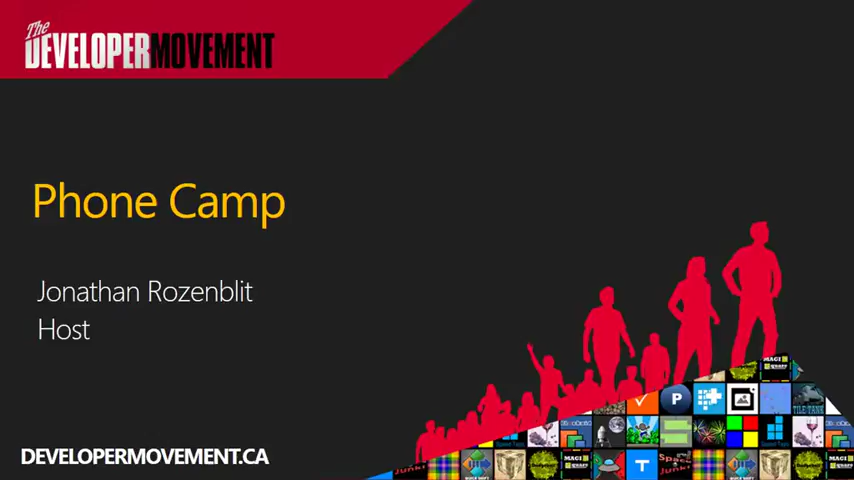 The
DEVELOPERMOVEMENT
Phone Camp
Jonathan Rozenblit
Host
DEVELOPERMOVEMENT.CA